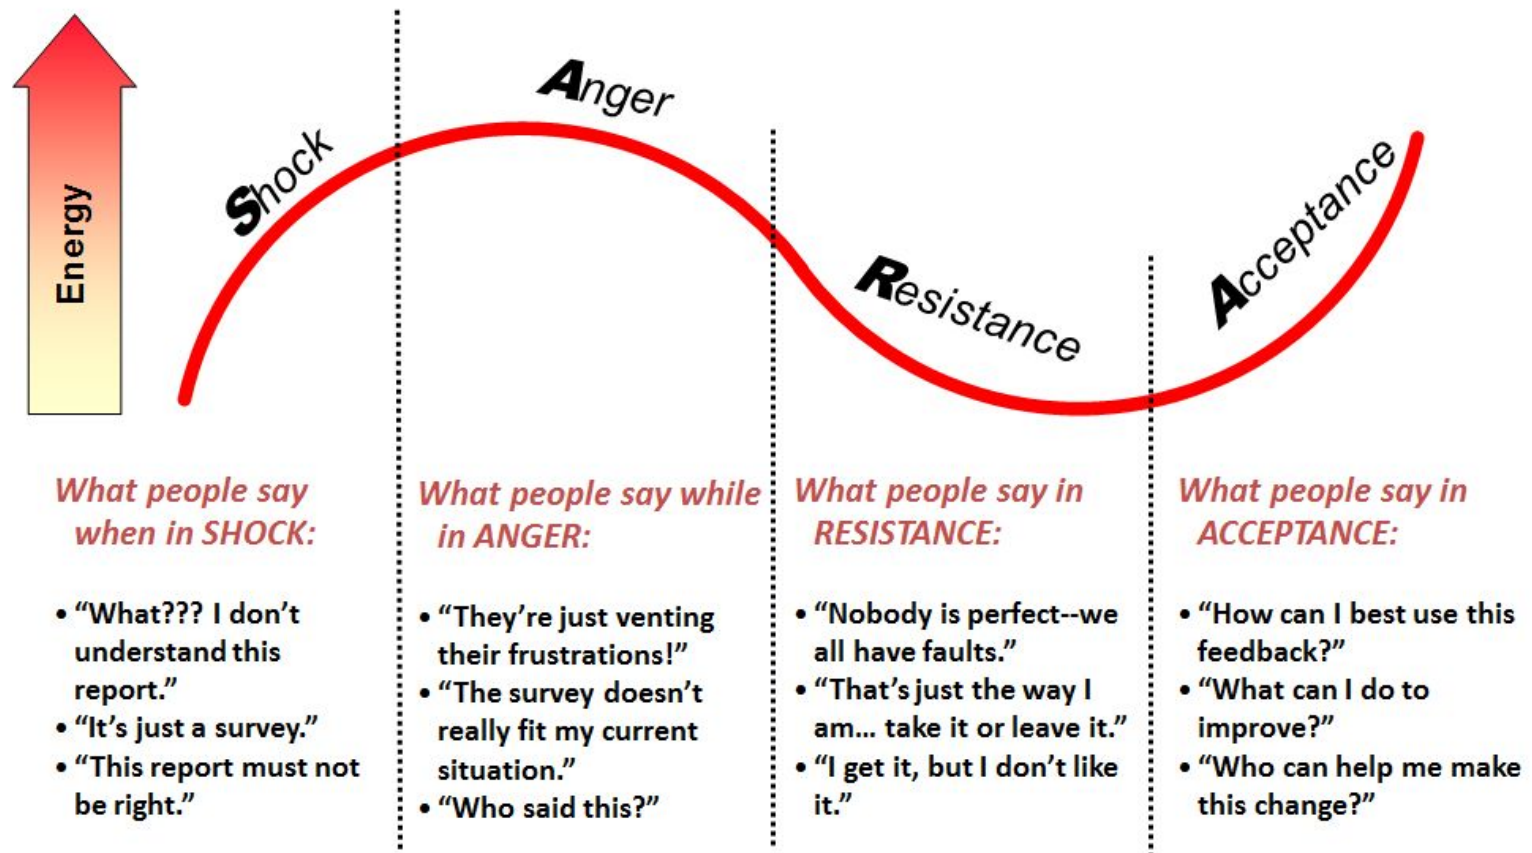 Energy
Shock
Anger
Resistance
Acceptance
What people say
when in SHOCK:
• “What??? I don’t
understand this
report.”
• “It’s just a survey.”
• “This report must not
be right.”
What people say while
in ANGER:
• “They’re just venting
their frustrations!”
• “The survey doesn’t
really fit my current
situation.”
• “Who said this?”
What people say in
RESISTANCE:
• “Nobody is perfect--we
all have faults.”
• “That’s just the way I
am... take it or leave it.”
• “I get it, but I don’t like
it.”
What people say in
ACCEPTANCE:
• “How can I best use this
feedback?”
• “What can I do to
improve?”
• “Who can help me make
this change?”